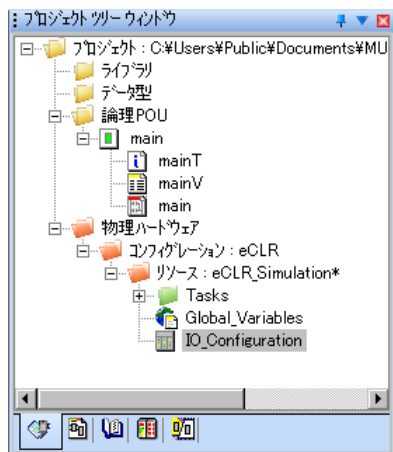 プロジェクト ツリー ウィンドウ
プロジェクト : C:¥Users¥Public¥Documents¥MU
ライブラリ
データ型
論理POU
main
mainT
mainV
main
物理ハードウェア
コンフィグレーション : eCLR
リソース : eCLR_Simulation*
Tasks
Global_Variables
IO_Configuration